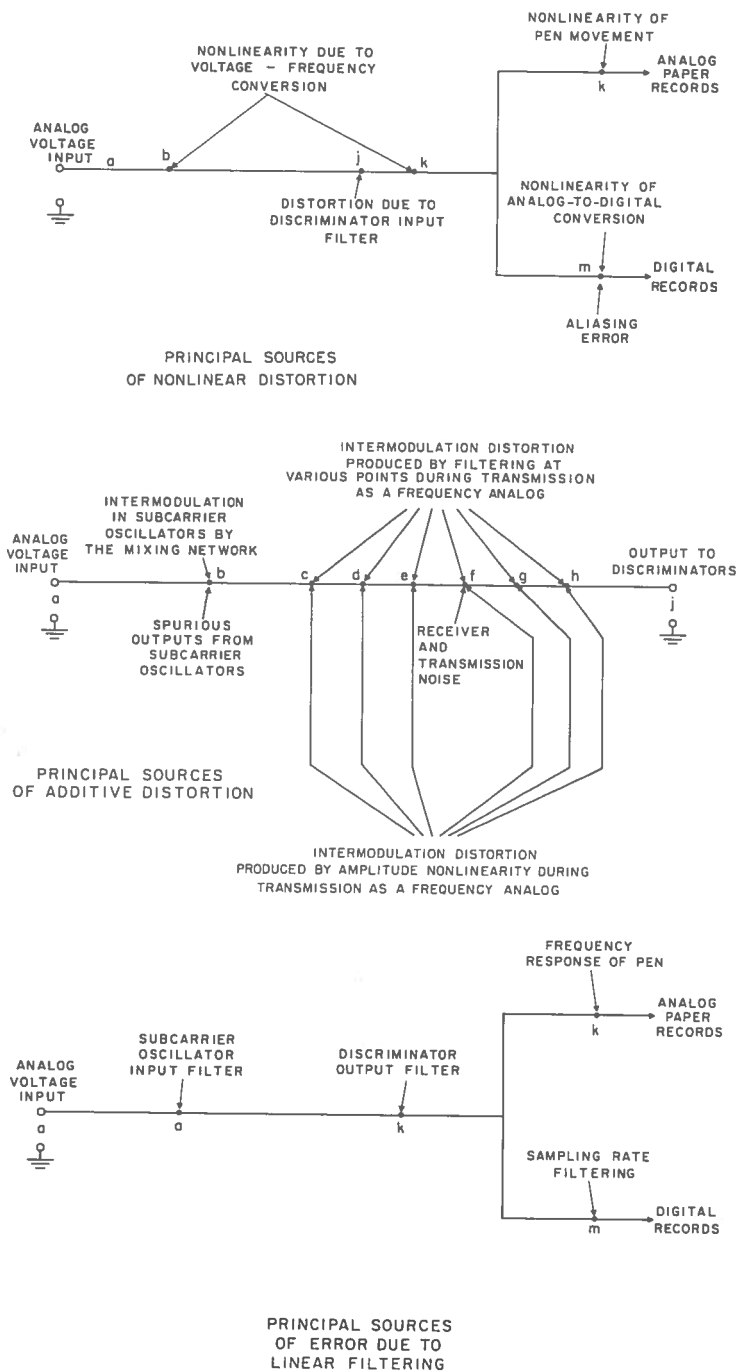 NONLINEARITY OF
PEN MOVEMENT
NONLINEARITY DUE TO
VOLTAGE – FREQUENCY
CONVERSION
ANALOG
PAPER
RECORDS
k
ANALOG
VOLTAGE
INPUT
a
b
j
k
DISTORTION DUE TO
DISCRIMINATOR INPUT
FILTER
NONLINEARITY OF
ANALOG-TO-DIGITAL
CONVERSION
m
DIGITAL
RECORDS
ALIASING
ERROR
PRINCIPAL SOURCES
OF NONLINEAR DISTORTION
INTERMODULATION DISTORTION
PRODUCED BY FILTERING AT
VARIOUS POINTS DURING TRANSMISSION
AS A FREQUENCY ANALOG
INTERMODULATION
IN SUBCARRIER
OSCILLATORS BY
THE MIXING NETWORK
ANALOG
VOLTAGE
INPUT
a
b
c
d
e
f
g
h
OUTPUT TO
DISCRIMINATORS
j
SPURIOUS
OUTPUTS FROM
SUBCARRIER
OSCILLATORS
RECEIVER
AND
TRANSMISSION
NOISE
PRINCIPAL SOURCES
OF ADDITIVE DISTORTION
INTERMODULATION DISTORTION
PRODUCED BY AMPLITUDE NONLINEARITY DURING
TRANSMISSION AS A FREQUENCY ANALOG
FREQUENCY
RESPONSE OF PEN
k
ANALOG
PAPER
RECORDS
SUBCARRIER
OSCILLATOR
INPUT FILTER
DISCRIMINATOR
OUTPUT FILTER
ANALOG
VOLTAGE
INPUT
a
a
k
SAMPLING RATE
FILTERING
m
DIGITAL
RECORDS
PRINCIPAL SOURCES
OF ERROR DUE TO
LINEAR FILTERING